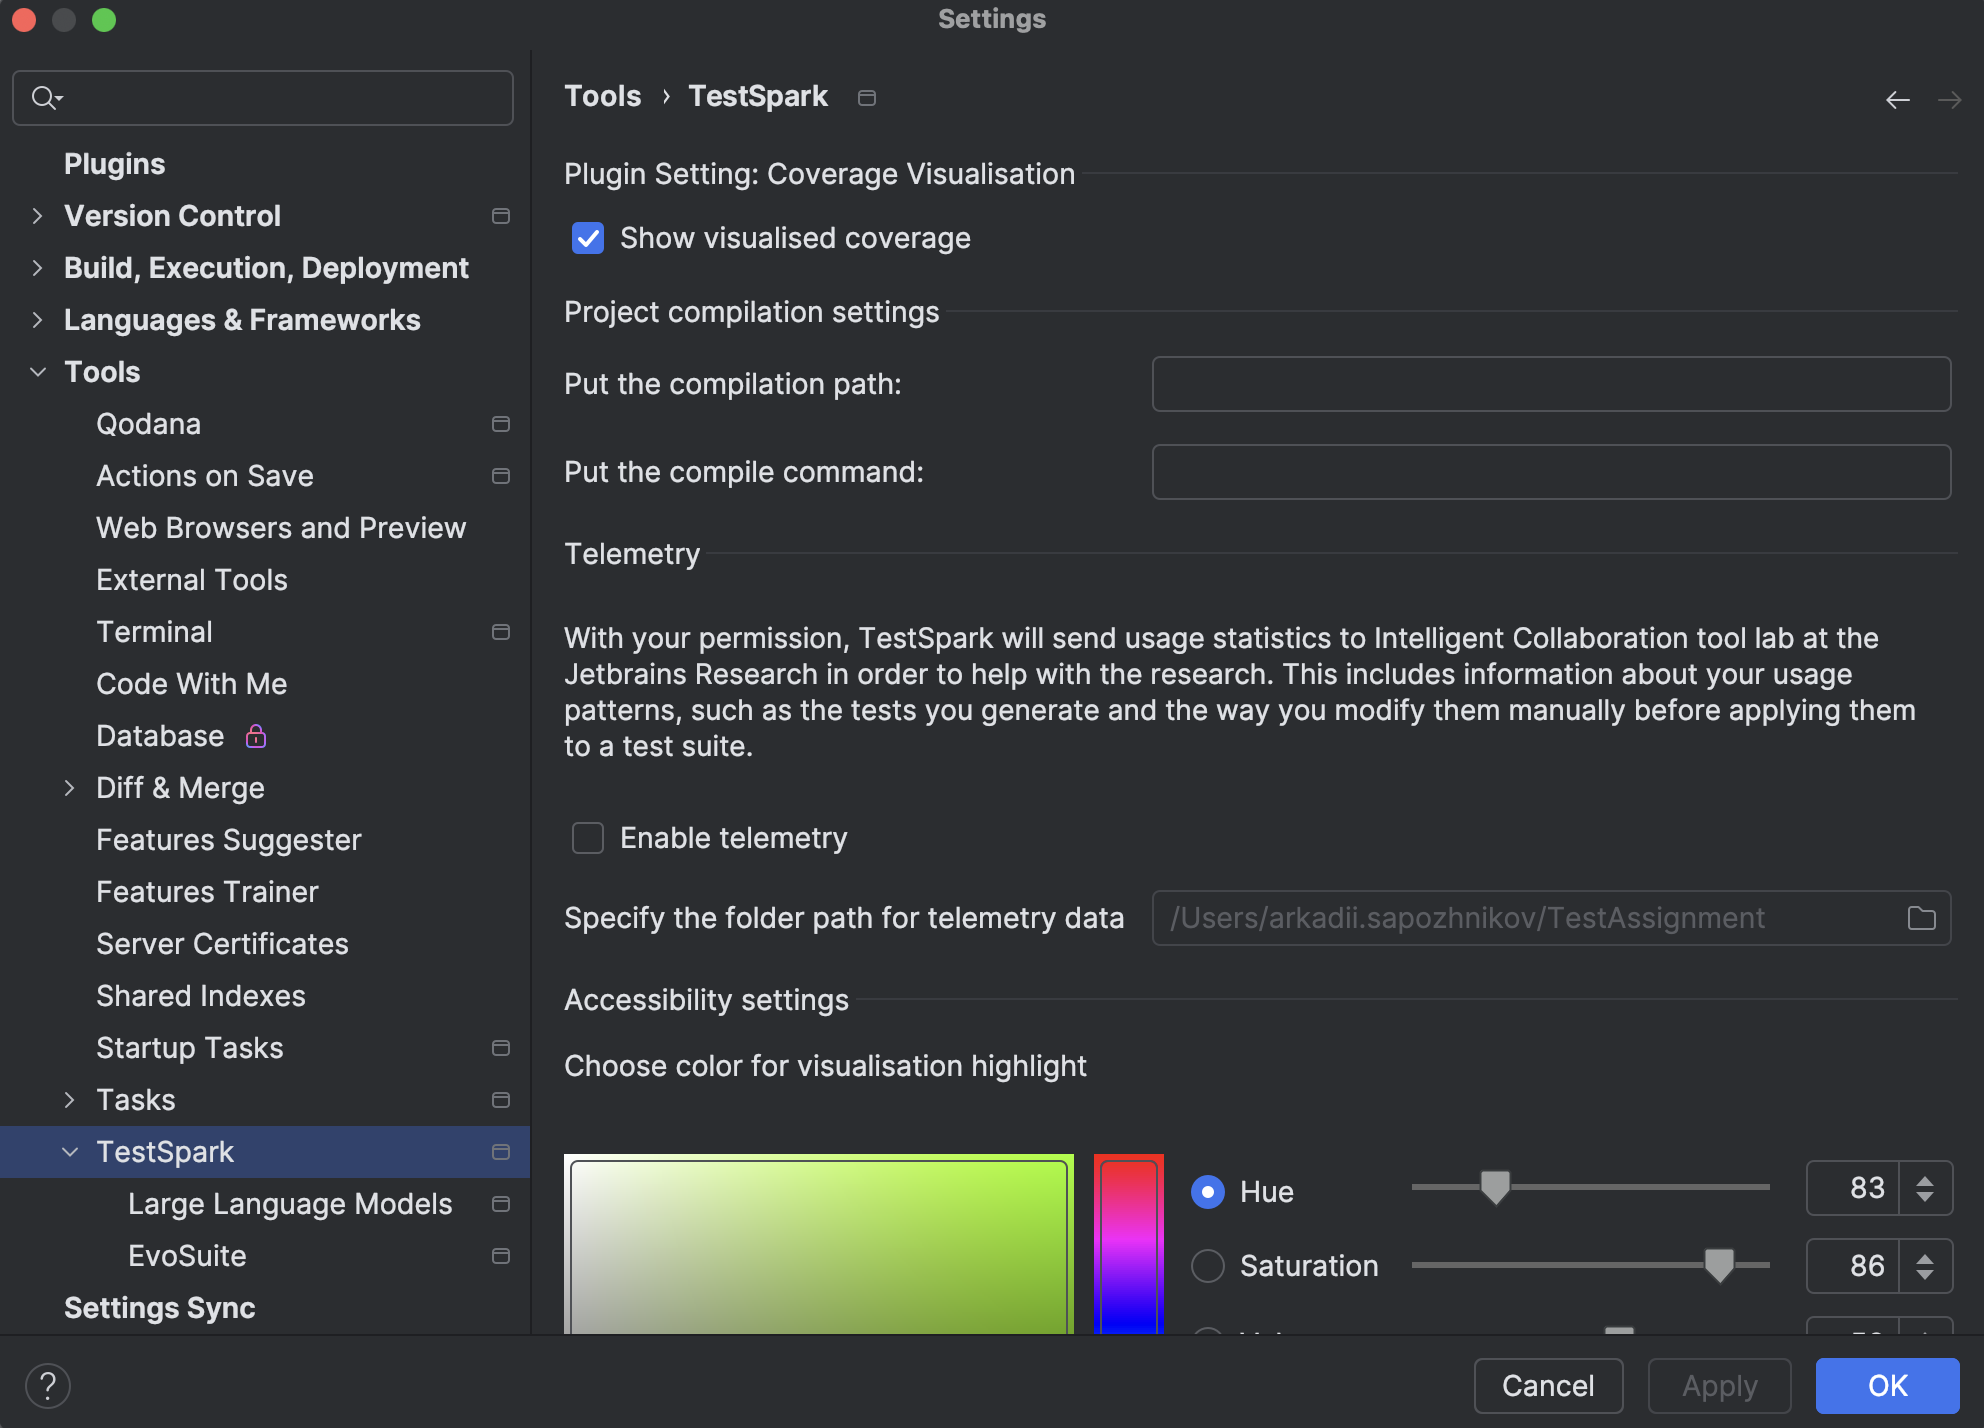 Settings
Plugins
Version Control
Build, Execution, Deployment
Languages & Frameworks
Tools
Qodana
Actions on Save
Web Browsers and Preview
External Tools
Terminal
Code With Me
Database
Diff & Merge
Features Suggester
Features Trainer
Server Certificates
Shared Indexes
Startup Tasks
Tasks
TestSpark
Large Language Models
EvoSuite
Settings Sync
Tools › TestSpark
Plugin Setting: Coverage Visualisation
Show visualised coverage
Project compilation settings
Put the compilation path:
Put the compile command:
Telemetry
With your permission, TestSpark will send usage statistics to Intelligent Collaboration tool lab at the
Jetbrains Research in order to help with the research. This includes information about your usage
patterns, such as the tests you generate and the way you modify them manually before applying them
to a test suite.
Enable telemetry
Specify the folder path for telemetry data /Users/arkadii.sapozhnikov/TestAssignment
Accessibility settings
Choose color for visualisation highlight
Hue 83
Saturation 86
? Cancel Apply OK